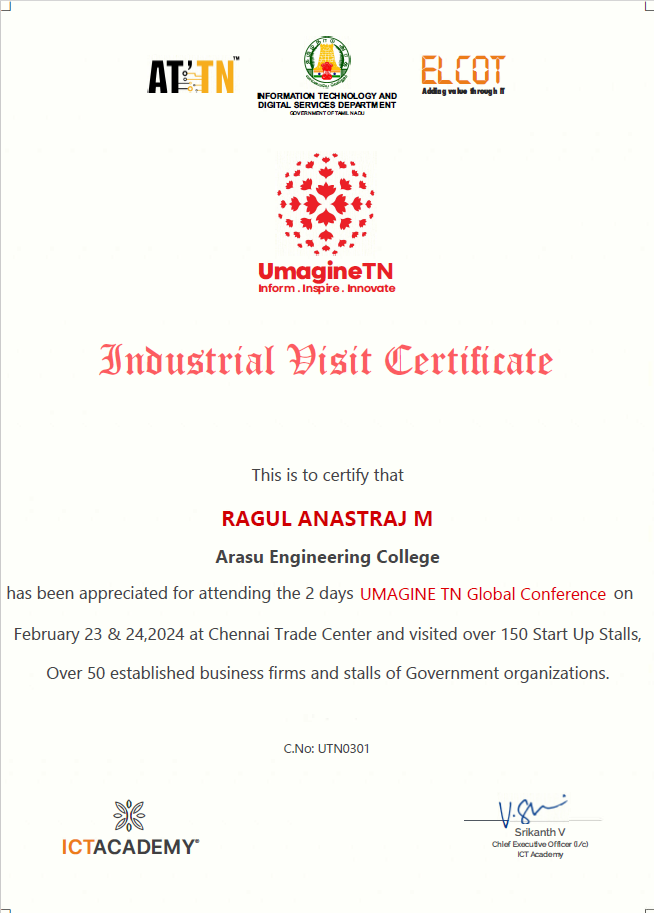 AT'TN™
INFORMATION TECHNOLOGY AND
DIGITAL SERVICES DEPARTMENT
GOVERNMENT OF TAMIL NADU
ELCOT
Adding value through IT
UmagineTN
Inform . Inspire . Innovate
Industrial Visit Certificate
This is to certify that
RAGUL ANASTRAJ M
Arasu Engineering College
has been appreciated for attending the 2 days UMAGINE TN Global Conference on
February 23 & 24,2024 at Chennai Trade Center and visited over 150 Start Up Stalls,
Over 50 established business firms and stalls of Government organizations.
C.No: UTN0301
ICTACADEMY®
V.Sri
Srikanth V
Chief Executive Officer (I/c)
ICT Academy